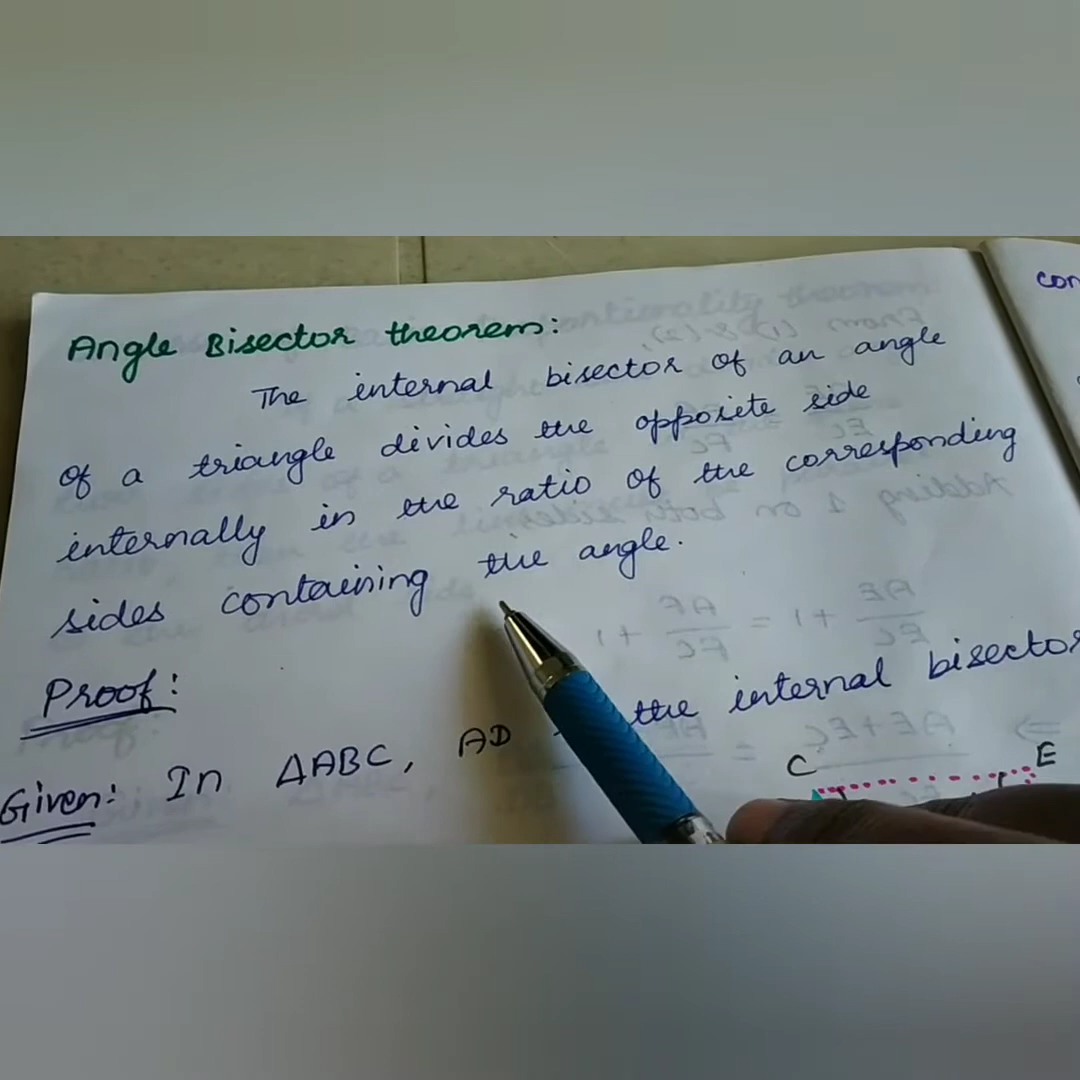 Angle Bisector theorem:
The internal bisector of an angle
of a triangle divides the opposite side
internally in the ratio of the corresponding
sides containing the angle.
Proof:
Given: In ΔABC, AD the internal bisector
C E
con